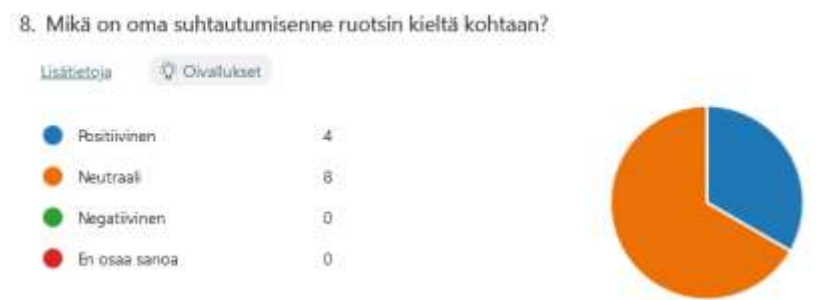 8. Mikä on oma suhtautumisenne ruotsin kieltä kohtaan?
Lisätietoja Oivallukset
Positiivinen 4
Neutraali 8
Negatiivinen 0
En osaa sanoa 0